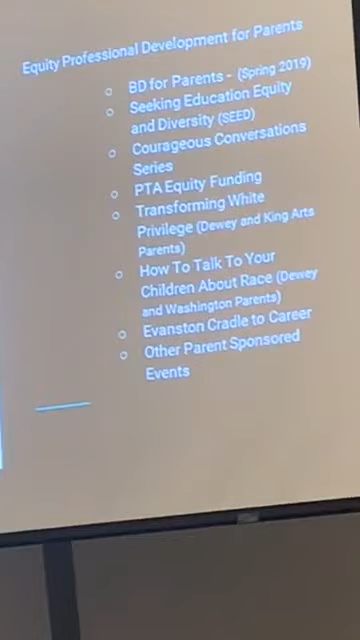 Equity Professional Development for Parents
BD for Parents - (Spring 2019)
Seeking Education Equity
and Diversity (SEED)
Courageous Conversations
Series
PTA Equity Funding
Transforming White
Privilege (Dewey and King Arts
Parents)
How To Talk To Your
Children About Race (Dewey
and Washington Parents)
Evanston Cradle to Career
Other Parent Sponsored
Events